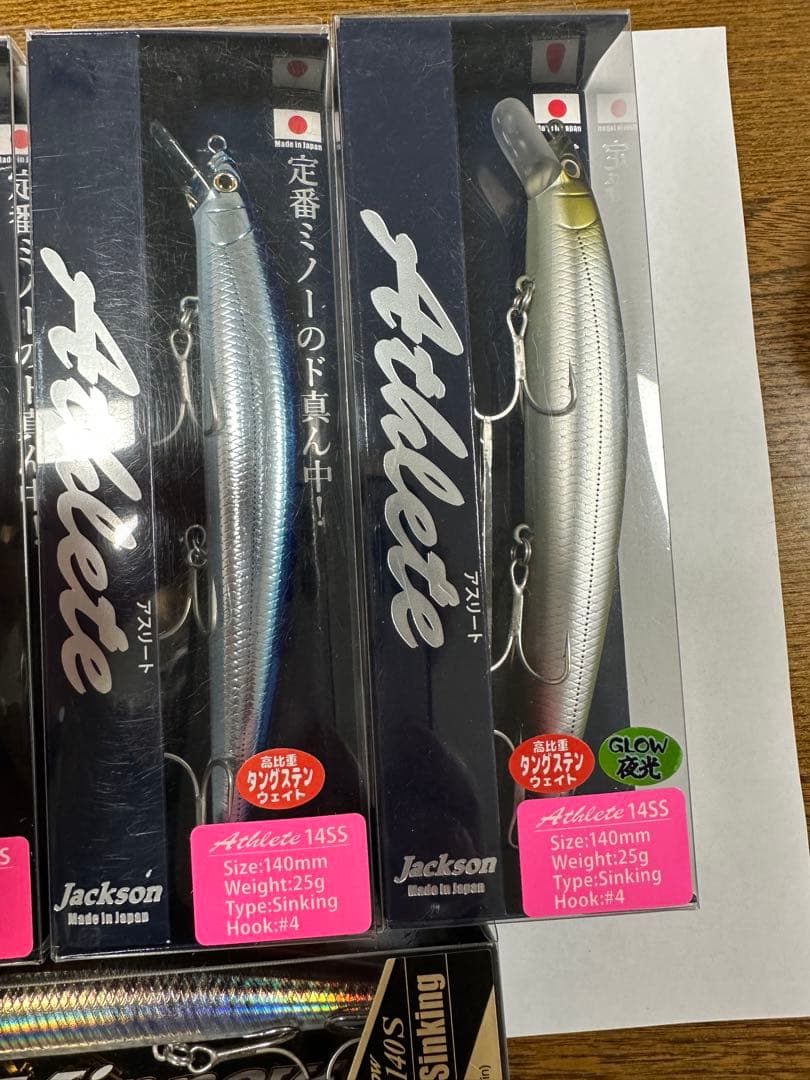 Made in Japan
定番ミノーのド真ん中!
Athlete
アスリート
高比重
タングステン
ウェイト
Athlete 14SS
Size:140mm
Weight:25g
Type:Sinking
Hook:#4
Jackson
Made in Japan
Athlete
アスリート
高比重
タングステン
ウェイト
GLOW
夜光
Athlete 14SS
Size:140mm
Weight:25g
Type:Sinking
Hook:#4
Jackson
Made in Japan
S
140S
Sinking